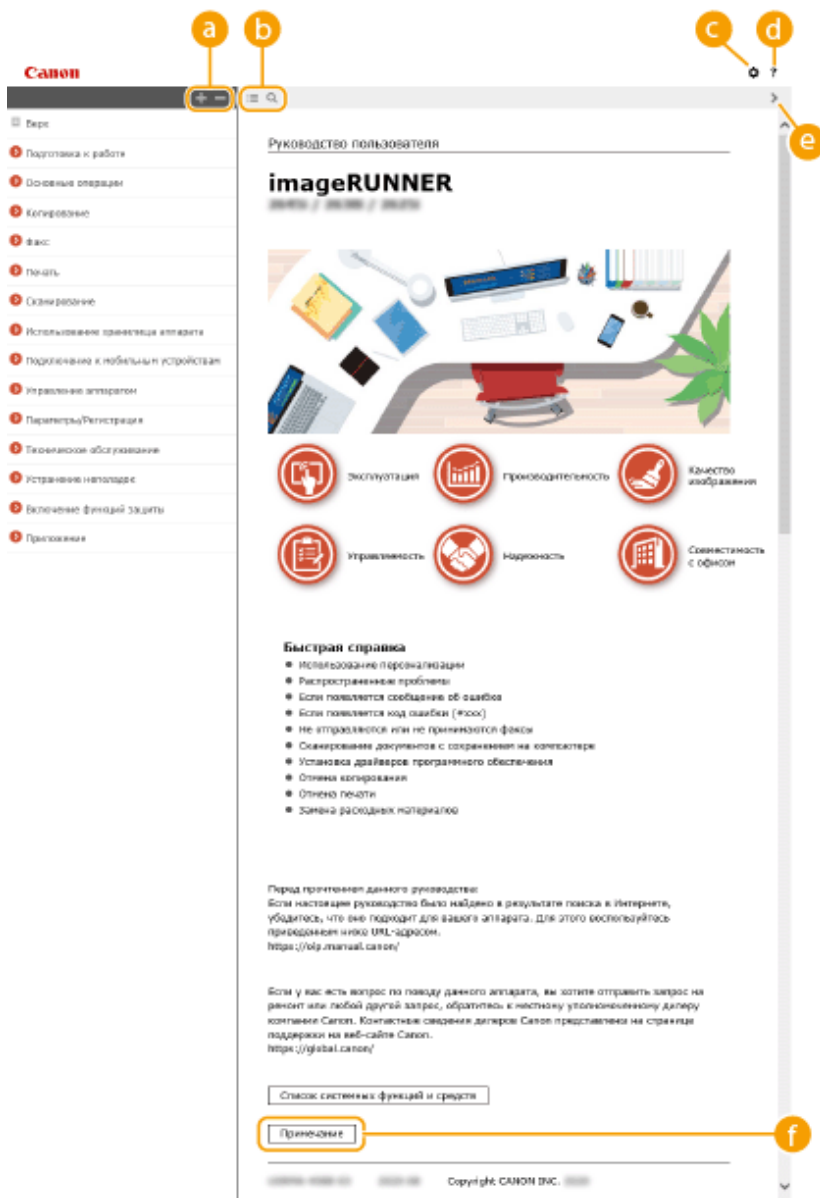 a
b
c
d
Canon
?
e
Верх
Подготовка к работе
Основные операции
Копирование
Факс
Печать
Сканирование
Использование хранилища аппарата
Подключение к мобильным устройствам
Управление аппаратом
Параметры/Регистрация
Техническое обслуживание
Устранение неполадок
Включение функций защиты
Приложение
Руководство пользователя
imageRUNNER
Эксплуатация
Производительность
Качество
изображения
Управляемость
Надежность
Совместимость
с офисом
Быстрая справка
Использование персонализации
Распространенные проблемы
Если появляется сообщение об ошибке
Если появляется код ошибки (#xxx)
Не отправляются или не принимаются факсы
Сканирование документов с сохранением на компьютере
Установка драйверов программного обеспечения
Отмена копирования
Отмена печати
Замена расходных материалов
Перед прочтением данного руководства:
Если настоящее руководство было найдено в результате поиска в Интернете,
убедитесь, что оно подходит для вашего аппарата. Для этого воспользуйтесь
приведенным ниже URL-адресом.
https://oip.manual.canon/
Если у вас есть вопрос по поводу данного аппарата, вы хотите отправить запрос на
ремонт или любой другой запрос, обратитесь к местному уполномоченному дилеру
компании Canon. Контактные сведения дилеров Canon представлены на странице
поддержки на веб-сайте Canon.
https://global.canon/
Список системных функций и средств
Примечание
f
Copyright CANON INC.